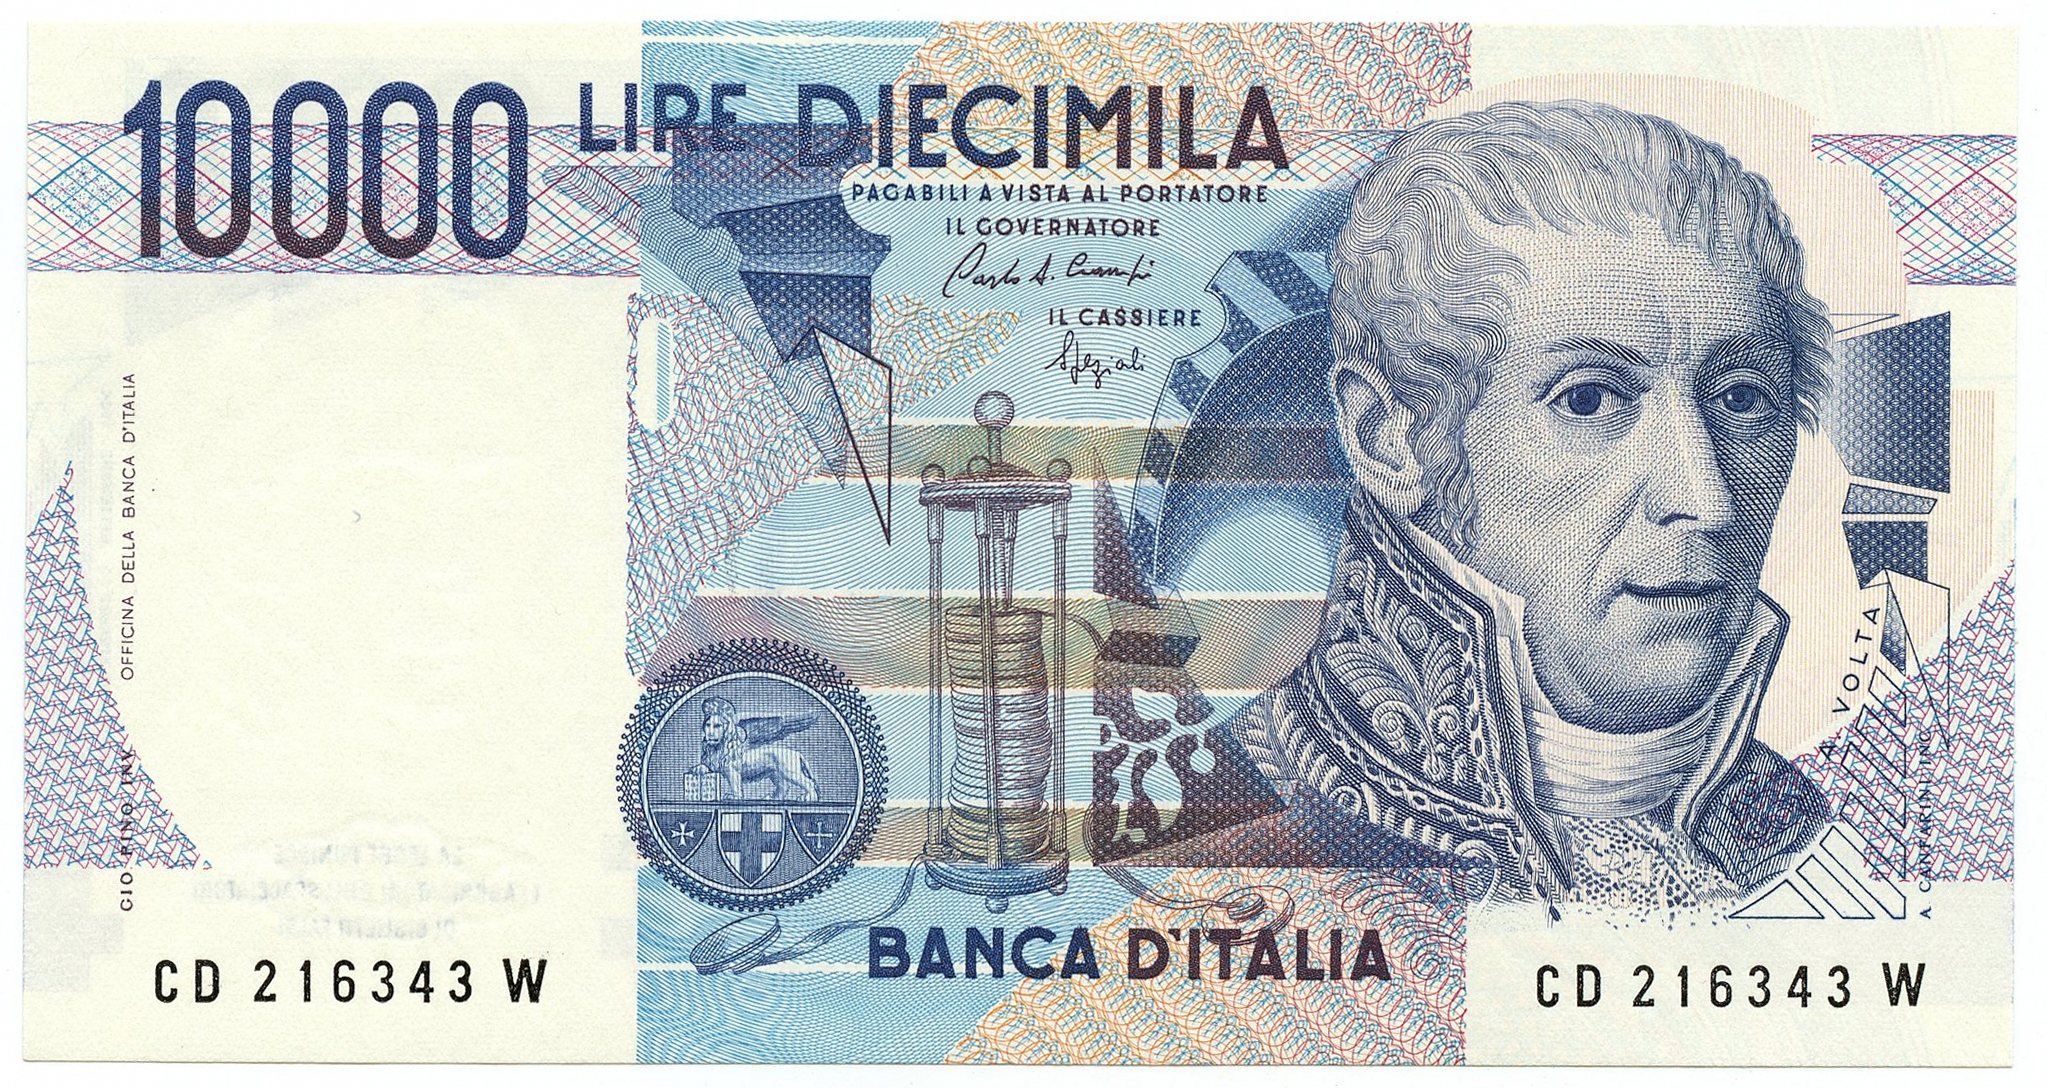 10000 LIRE DIECIMILA
PAGABILI A VISTA AL PORTATORE
IL GOVERNATORE
Carlo A. Ciampi
IL CASSIERE
Speziali
OFFICINA DELLA BANCA D'ITALIA
GIO. PINO INV.
A. VOLTA
A. CANFARINI INC.
BANCA D'ITALIA
CD 216343 W
CD 216343 W